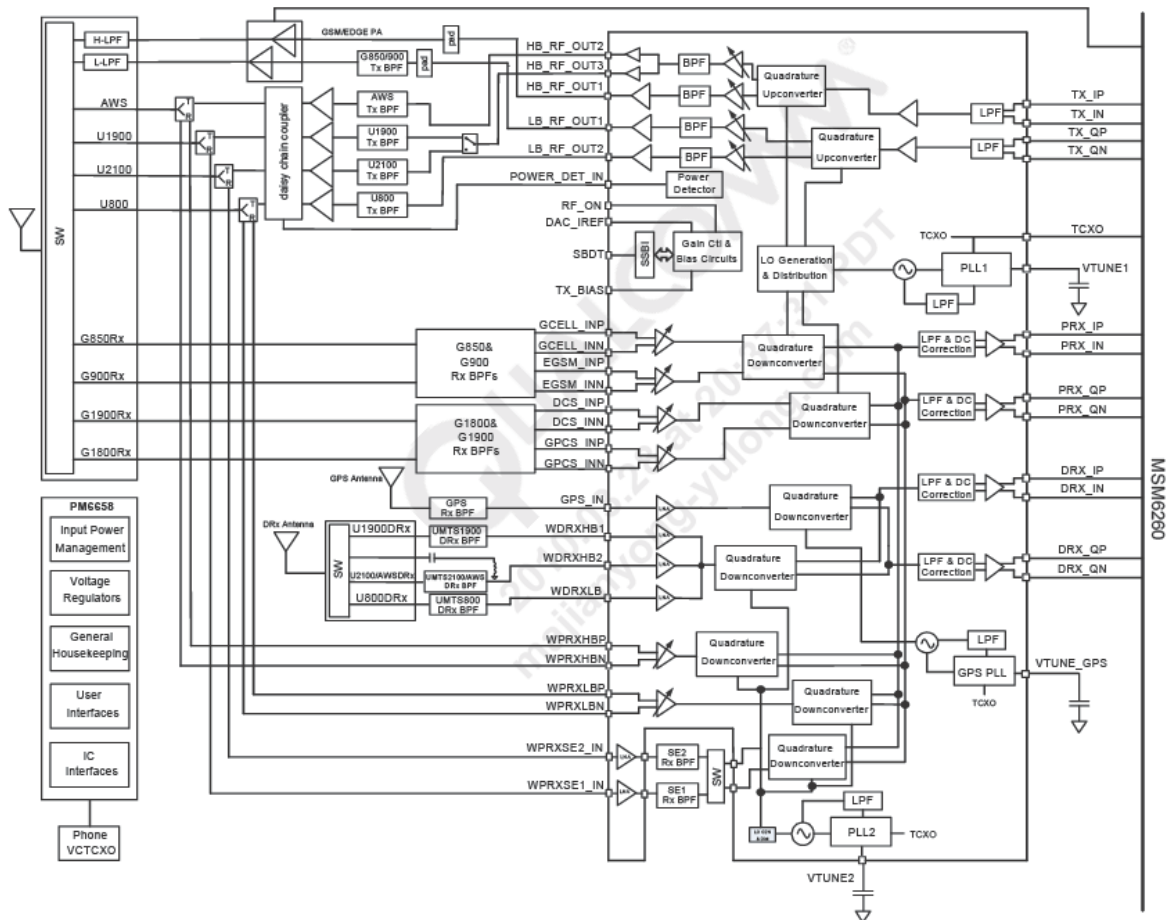 GSM/EDGE PA
H-LPF
pad
L-LPF
G850/900
Tx BPF
pad
AWS
AWS
Tx BPF
U1900
U1900
Tx BPF
U2100
U2100
Tx BPF
U800
U800
Tx BPF
daisy chain coupler
T
R
T
R
T
R
T
R
SW
HB_RF_OUT2
HB_RF_OUT3
HB_RF_OUT1
LB_RF_OUT1
LB_RF_OUT2
POWER_DET_IN
RF_ON
DAC_IREF
SBDT
TX_BIAS
BPF
BPF
BPF
BPF
Quadrature
Upconverter
Quadrature
Upconverter
LPF
LPF
TX_IP
TX_IN
TX_QP
TX_QN
Power
Detector
SSBI
Gain Ctl &
Bias Circuits
LO Generation
& Distribution
TCXO
TCXO
PLL1
LPF
VTUNE1
G850Rx
G900Rx
G1900Rx
G1800Rx
G850&
G900
Rx BPFs
G1800&
G1900
Rx BPFs
GCELL_INP
GCELL_INN
EGSM_INP
EGSM_INN
DCS_INP
DCS_INN
GPCS_INP
GPCS_INN
Quadrature
Downconverter
Quadrature
Downconverter
LPF & DC
Correction
PRX_IP
PRX_IN
LPF & DC
Correction
PRX_QP
PRX_QN
LPF & DC
Correction
DRX_IP
DRX_IN
LPF & DC
Correction
DRX_QP
DRX_QN
MSM6260
GPS Antenna
GPS
Rx BPF
GPS_IN
LNA
Quadrature
Downconverter
DRx Antenna
SW
U1900DRx
UMTS1900
DRx BPF
WDRXHB1
LNA
U2100/AWSDRx
UMTS2100/AWS
DRx BPF
WDRXHB2
LNA
U800DRx
UMTS800
DRx BPF
WDRXLB
LNA
Quadrature
Downconverter
WPRXHBP
WPRXHBN
Quadrature
Downconverter
WPRXLBP
WPRXLBN
Quadrature
Downconverter
LPF
GPS PLL
TCXO
VTUNE_GPS
WPRXSE2_IN
LNA
SE2
Rx BPF
WPRXSE1_IN
LNA
SE1
Rx BPF
SW
Quadrature
Downconverter
LPF
PLL2
TCXO
VTUNE2
PM6658
Input Power
Management
Voltage
Regulators
General
Housekeeping
User
Interfaces
IC
Interfaces
Phone
VCTCXO
QUALCOMM®